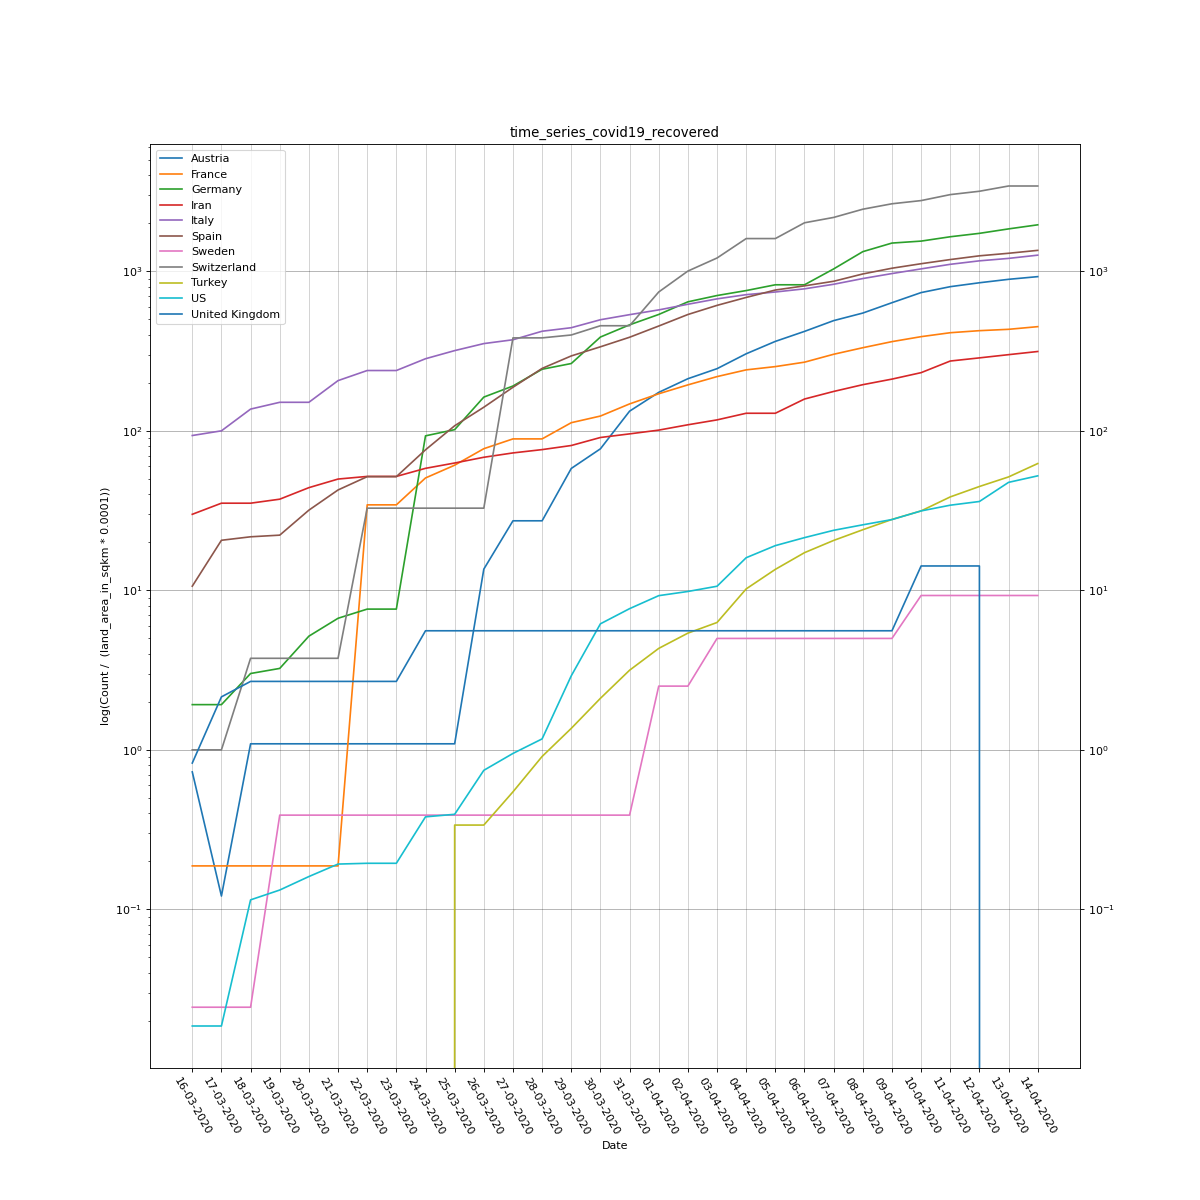 time_series_covid19_recovered
Austria
France
Germany
Iran
Italy
Spain
Sweden
Switzerland
Turkey
US
United Kingdom
10³
10²
10¹
10⁰
10⁻¹
10³
10²
10¹
10⁰
10⁻¹
log(Count /  (land_area_in_sqkm * 0.0001))
16-03-2020
17-03-2020
18-03-2020
19-03-2020
20-03-2020
21-03-2020
22-03-2020
23-03-2020
24-03-2020
25-03-2020
26-03-2020
27-03-2020
28-03-2020
29-03-2020
30-03-2020
31-03-2020
01-04-2020
02-04-2020
03-04-2020
04-04-2020
05-04-2020
06-04-2020
07-04-2020
08-04-2020
09-04-2020
10-04-2020
11-04-2020
12-04-2020
13-04-2020
14-04-2020
Date